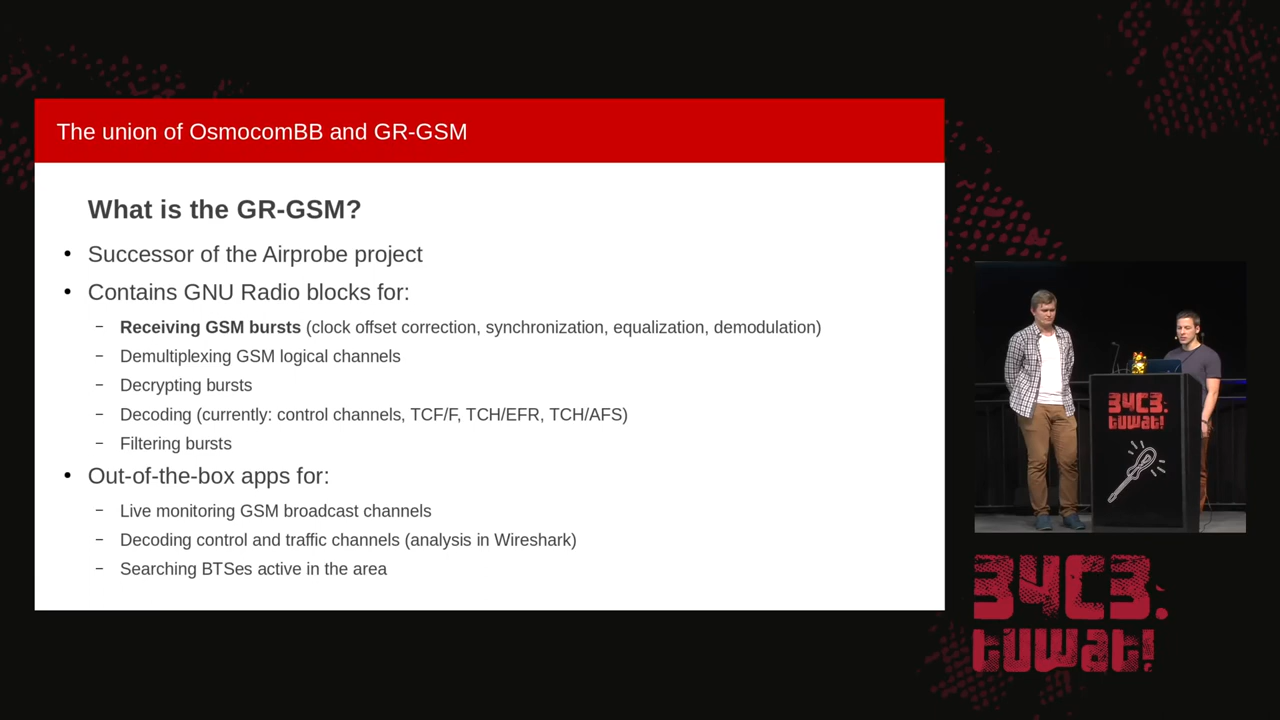 The union of OsmocomBB and GR-GSM
What is the GR-GSM?
• Successor of the Airprobe project
• Contains GNU Radio blocks for:
– Receiving GSM bursts (clock offset correction, synchronization, equalization, demodulation)
– Demultiplexing GSM logical channels
– Decrypting bursts
– Decoding (currently: control channels, TCF/F, TCH/EFR, TCH/AFS)
– Filtering bursts
• Out-of-the-box apps for:
– Live monitoring GSM broadcast channels
– Decoding control and traffic channels (analysis in Wireshark)
– Searching BTSes active in the area
34C3.
tuwat!
34C3.
tuwat!